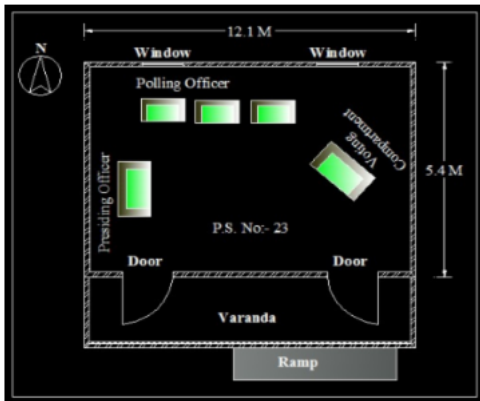 12.1 M
N
Window
Window
Polling Officer
Voting
Compartment
5.4 M
Presiding Officer
P.S. No:- 23
Door
Door
Varanda
Ramp